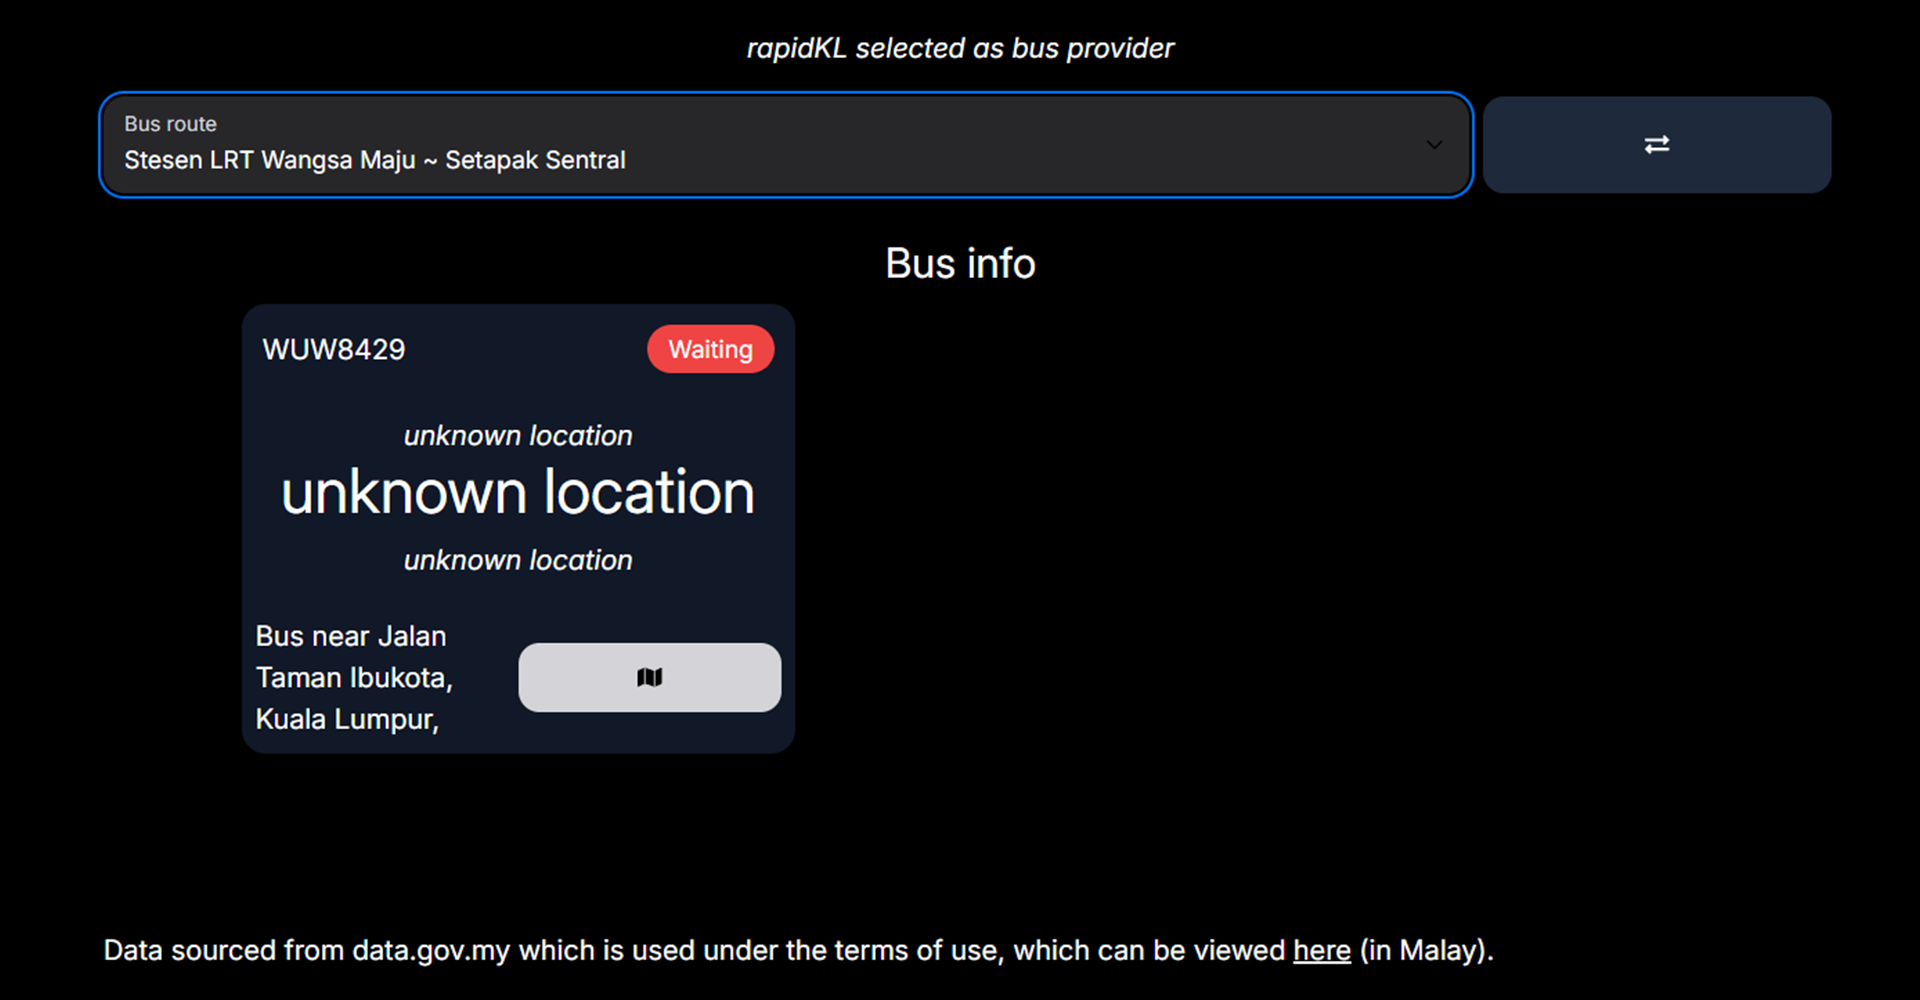 rapidKL selected as bus provider
Bus route
Stesen LRT Wangsa Maju ~ Setapak Sentral
Bus info
WUW8429
Waiting
unknown location
unknown location
unknown location
Bus near Jalan
Taman Ibukota,
Kuala Lumpur,
Data sourced from data.gov.my which is used under the terms of use, which can be viewed here (in Malay).